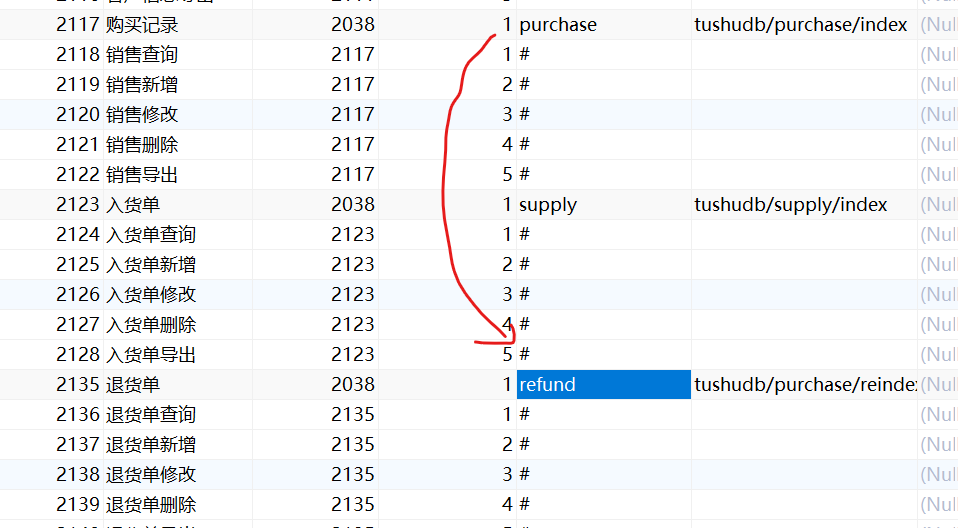 2117 购买记录 2038 1 purchase tushudb/purchase/index (Nul
2118 销售查询 2117 1 # (Nul
2119 销售新增 2117 2 # (Nul
2120 销售修改 2117 3 # (Nul
2121 销售删除 2117 4 # (Nul
2122 销售导出 2117 5 # (Nul
2123 入货单 2038 1 supply tushudb/supply/index (Nul
2124 入货单查询 2123 1 # (Nul
2125 入货单新增 2123 2 # (Nul
2126 入货单修改 2123 3 # (Nul
2127 入货单删除 2123 4 # (Nul
2128 入货单导出 2123 5 # (Nul
2135 退货单 2038 1 refund tushudb/purchase/reinde (Nul
2136 退货单查询 2135 1 # (Nul
2137 退货单新增 2135 2 # (Nul
2138 退货单修改 2135 3 # (Nul
2139 退货单删除 2135 4 # (Nul